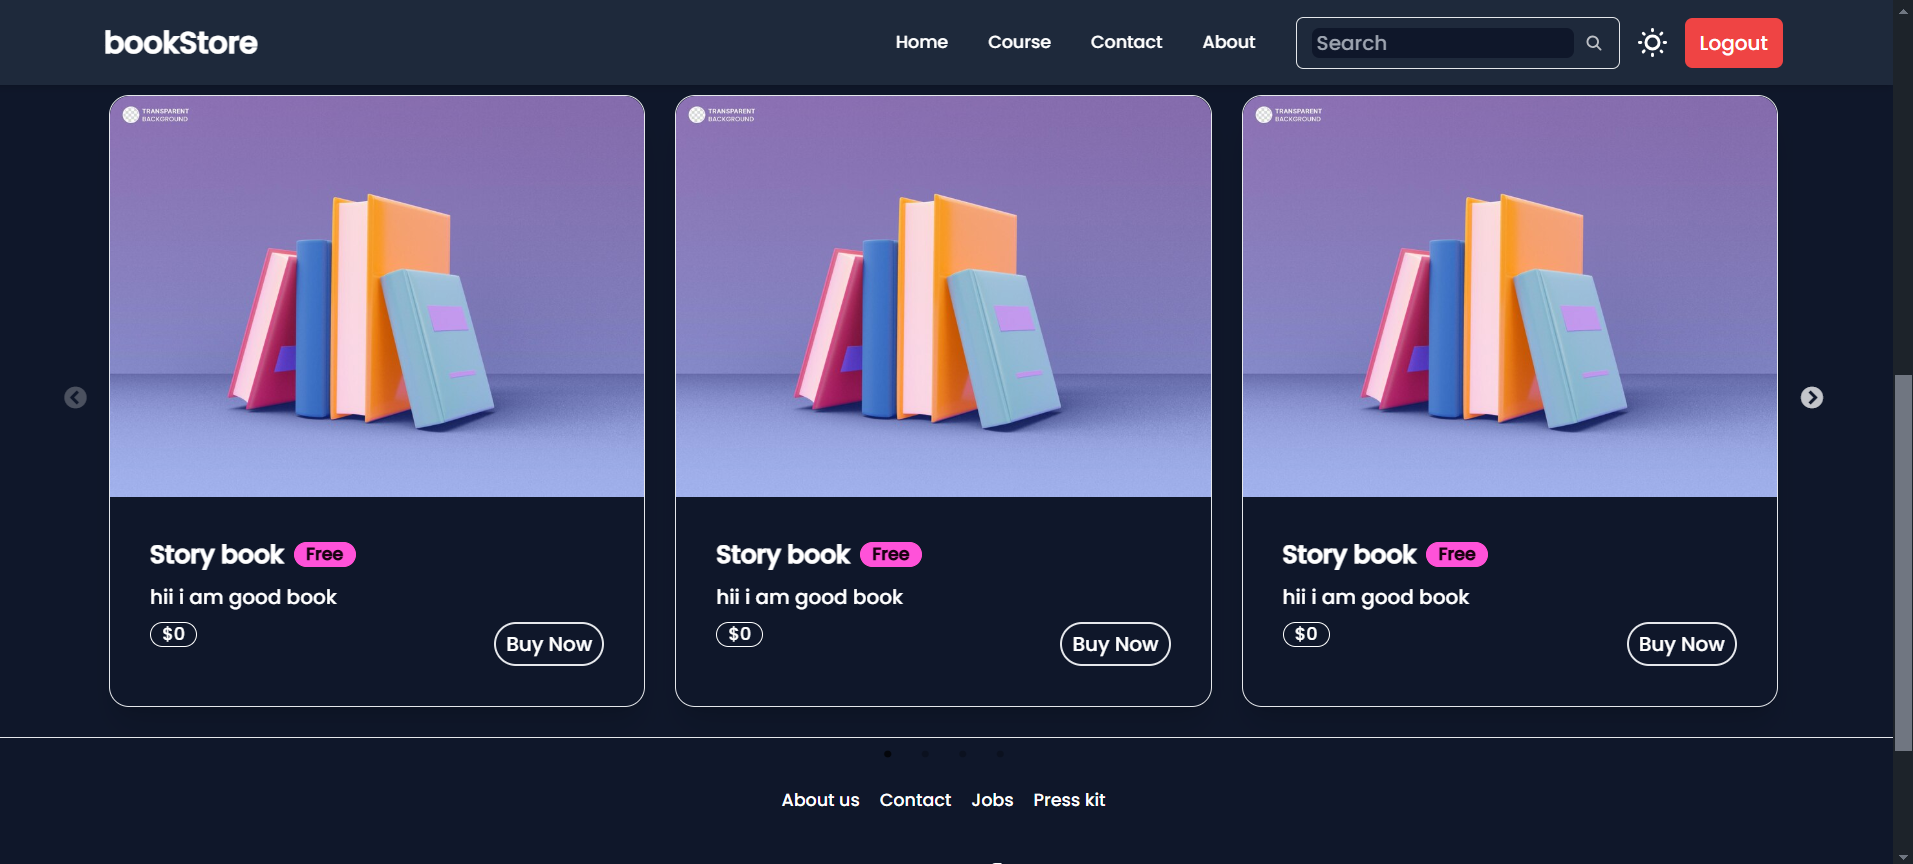 bookStore
Home Course Contact About Search Logout
TRANSPARENT
BACKGROUND
TRANSPARENT
BACKGROUND
TRANSPARENT
BACKGROUND
Story book Free
hii i am good book
$0
Buy Now
Story book Free
hii i am good book
$0
Buy Now
Story book Free
hii i am good book
$0
Buy Now
About us Contact Jobs Press kit